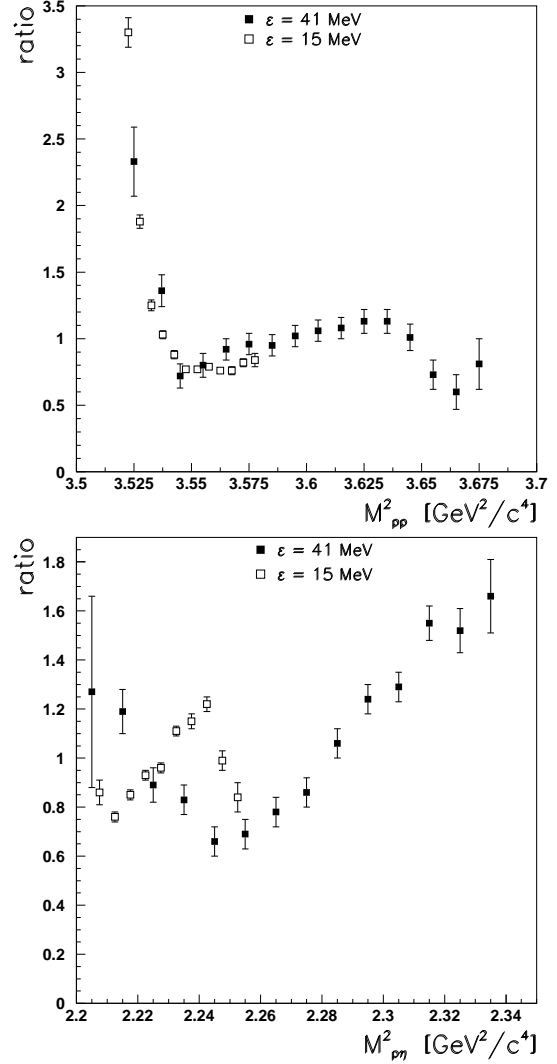 ratio
ε = 41 MeV
ε = 15 MeV
3.5
3
2.5
2
1.5
1
0.5
0
3.5 3.525 3.55 3.575 3.6 3.625 3.65 3.675 3.7
M²pp [GeV²/c⁴]
ratio
ε = 41 MeV
ε = 15 MeV
1.8
1.6
1.4
1.2
1
0.8
0.6
0.4
0.2
0
2.2 2.22 2.24 2.26 2.28 2.3 2.32 2.34
M²pη [GeV²/c⁴]